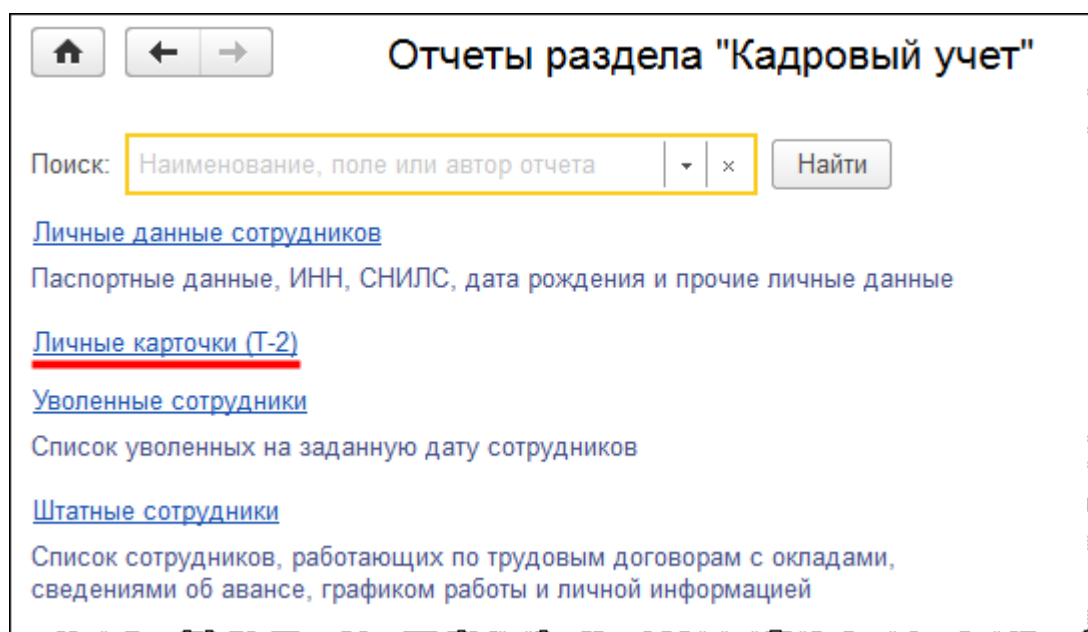 Отчеты раздела "Кадровый учет"
Поиск: Наименование, поле или автор отчета Найти
Личные данные сотрудников
Паспортные данные, ИНН, СНИЛС, дата рождения и прочие личные данные
Личные карточки (Т-2)
Уволенные сотрудники
Список уволенных на заданную дату сотрудников
Штатные сотрудники
Список сотрудников, работающих по трудовым договорам с окладами,
сведениями об авансе, графиком работы и личной информацией